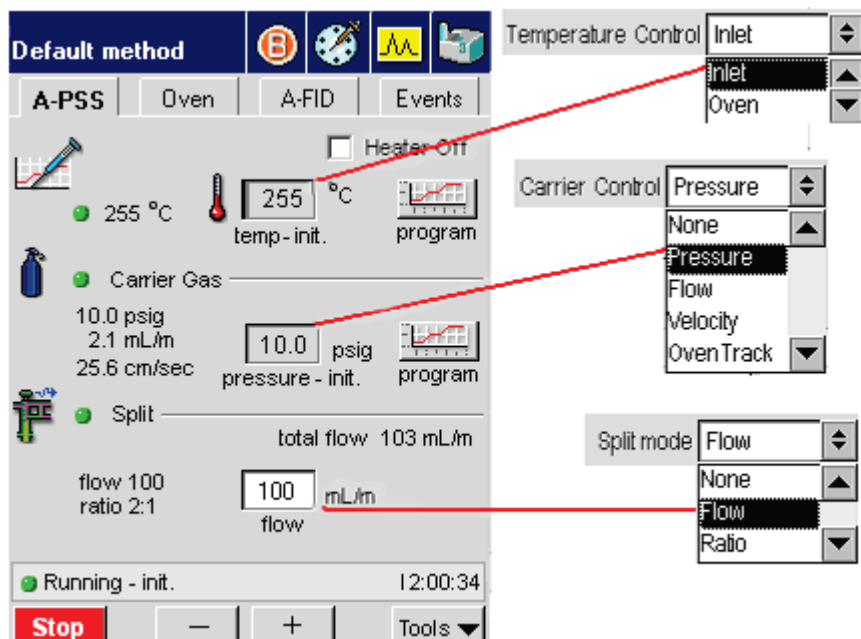 Default method
B
A-PSS Oven A-FID Events
Heater Off
255 °C
255 °C
temp-init.
program
Carrier Gas
10.0 psig
2.1 mL/m
25.6 cm/sec
10.0 psig
pressure - init.
program
Split
total flow 103 mL/m
flow 100
ratio 2:1
100 mL/m
flow
Running - init.
12:00:34
Stop
−
+
Tools
Temperature Control Inlet
Inlet
Oven
Carrier Control Pressure
None
Pressure
Flow
Velocity
OvenTrack
Split mode Flow
None
Flow
Ratio